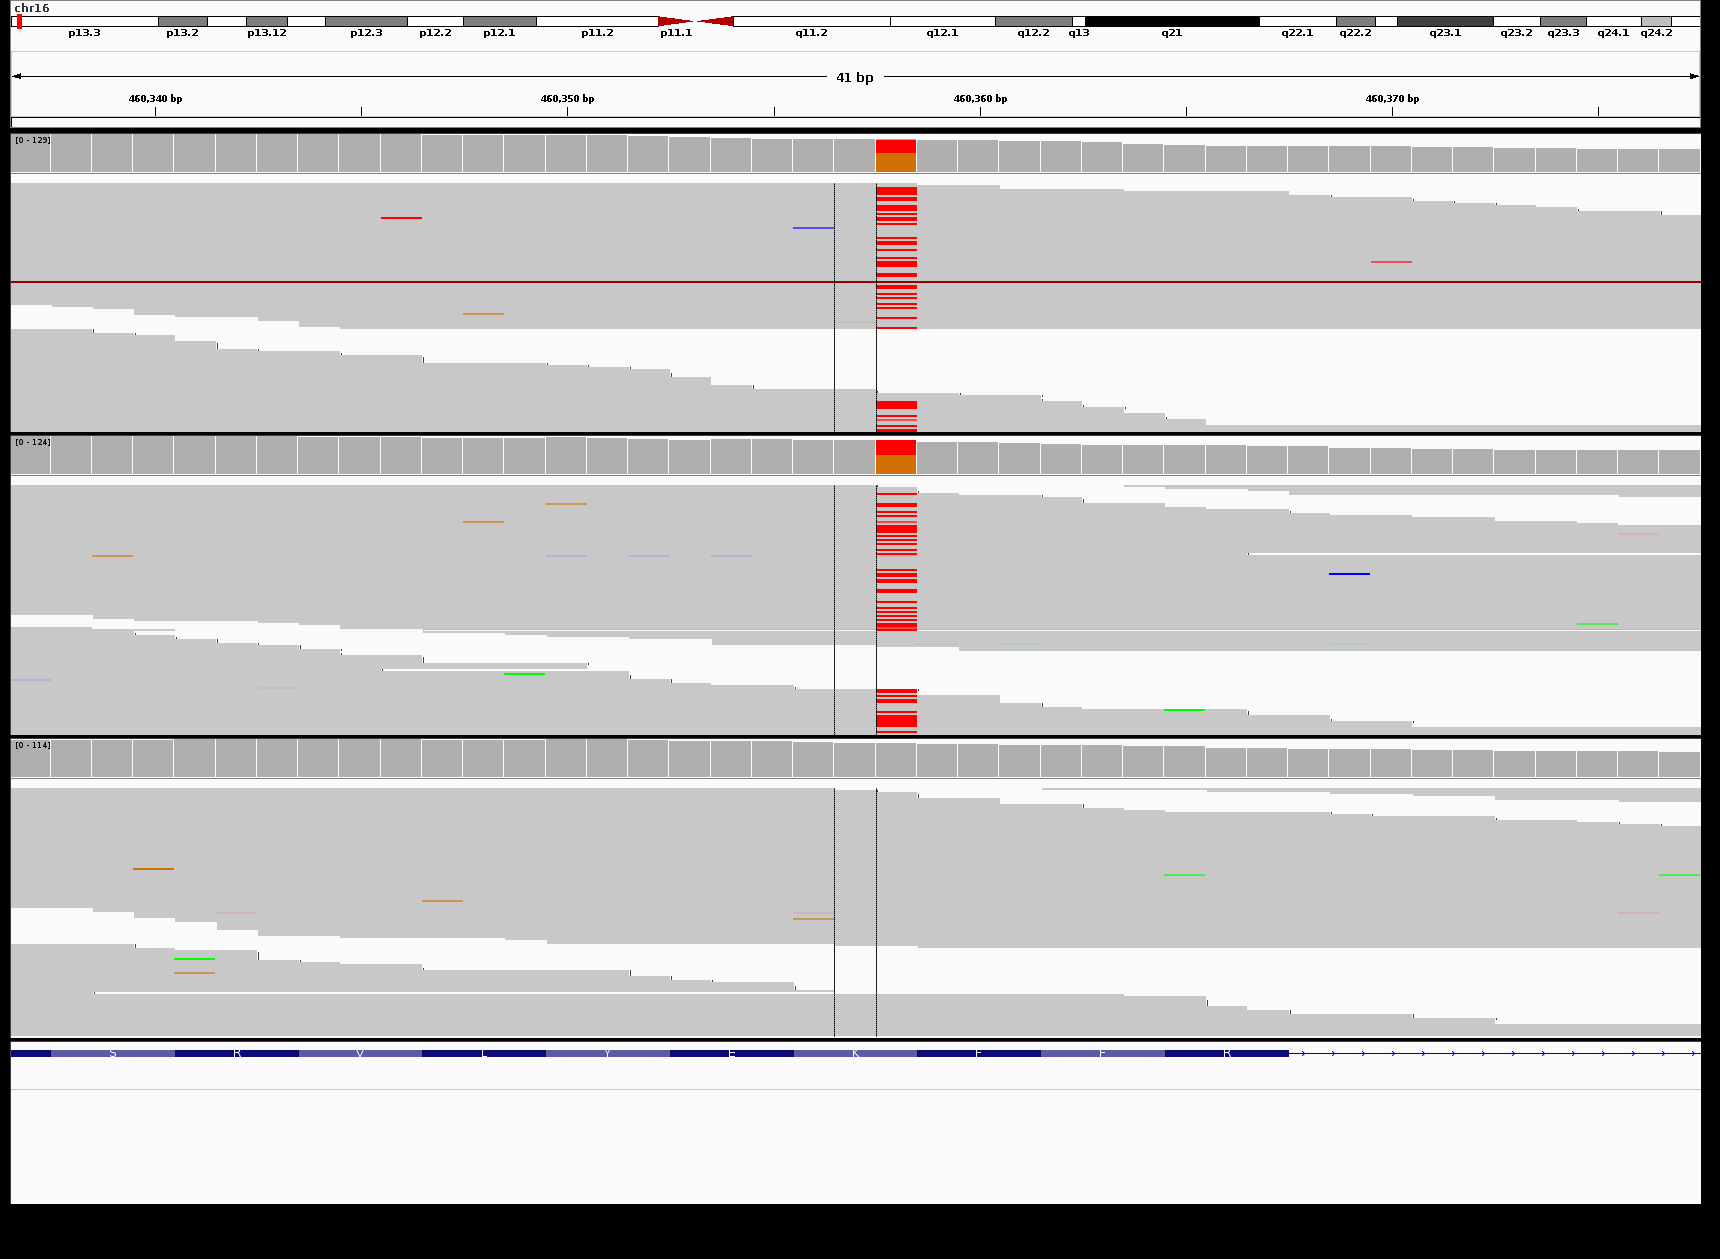 chr16
p13.3 p13.2 p13.12 p12.3 p12.2 p12.1 p11.2 p11.1 q11.2 q12.1 q12.2 q13 q21 q22.1 q22.2 q23.1 q23.2 q23.3 q24.1 q24.2
41 bp
460,340 bp 460,350 bp 460,360 bp 460,370 bp
[0 - 129]
[0 - 124]
[0 - 114]
S R V L Y E K F F R